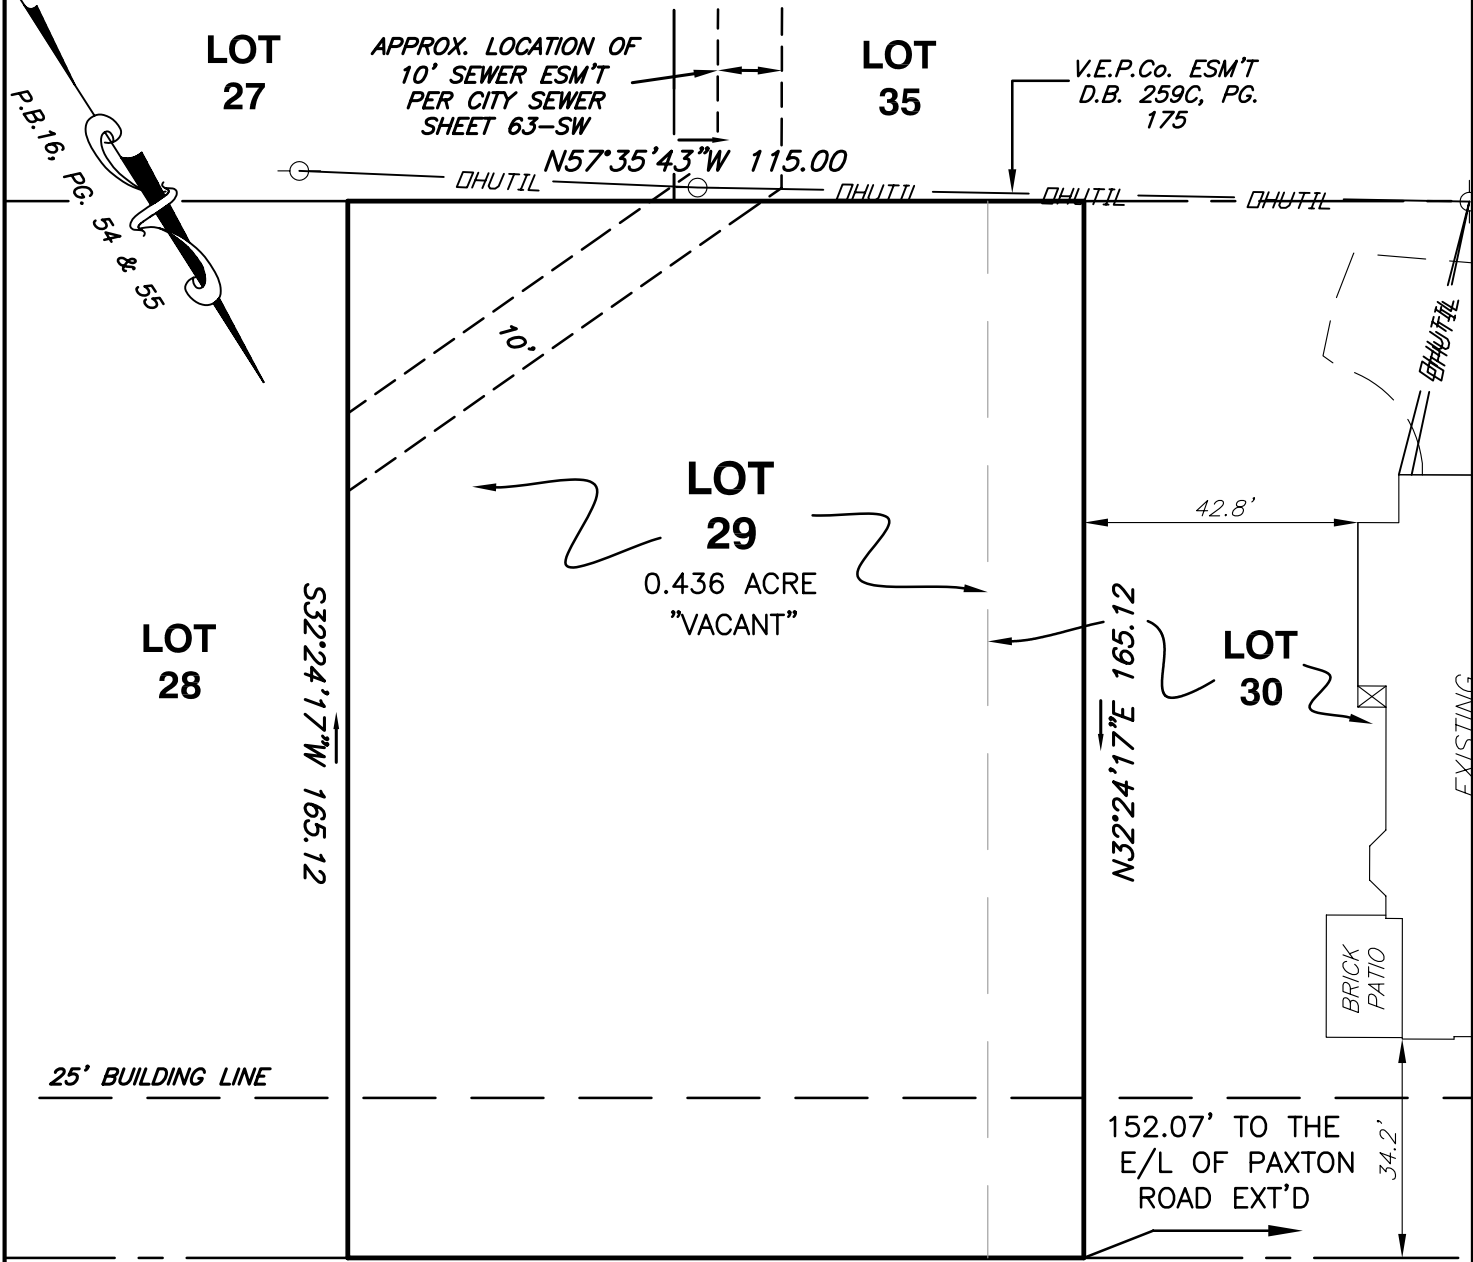 LOT
27
APPROX. LOCATION OF
10' SEWER ESM'T
PER CITY SEWER
SHEET 63-SW
LOT
35
V.E.P.Co. ESM'T
D.B. 259C, PG.
175
P.B.16, PG. 54 & 55
N57°35'43"W 115.00
OHUTIL
OHUTIL
OHUTIL
OHUTIL
OHUTIL
OHUTIL
10'
LOT
29
0.436 ACRE
"VACANT"
42.8'
LOT
28
S32°24'17"W 165.12
N32°24'17"E 165.12
LOT
30
EXISTING
BRICK
PATIO
25' BUILDING LINE
152.07' TO THE
E/L OF PAXTON
ROAD EXT'D
34.2'